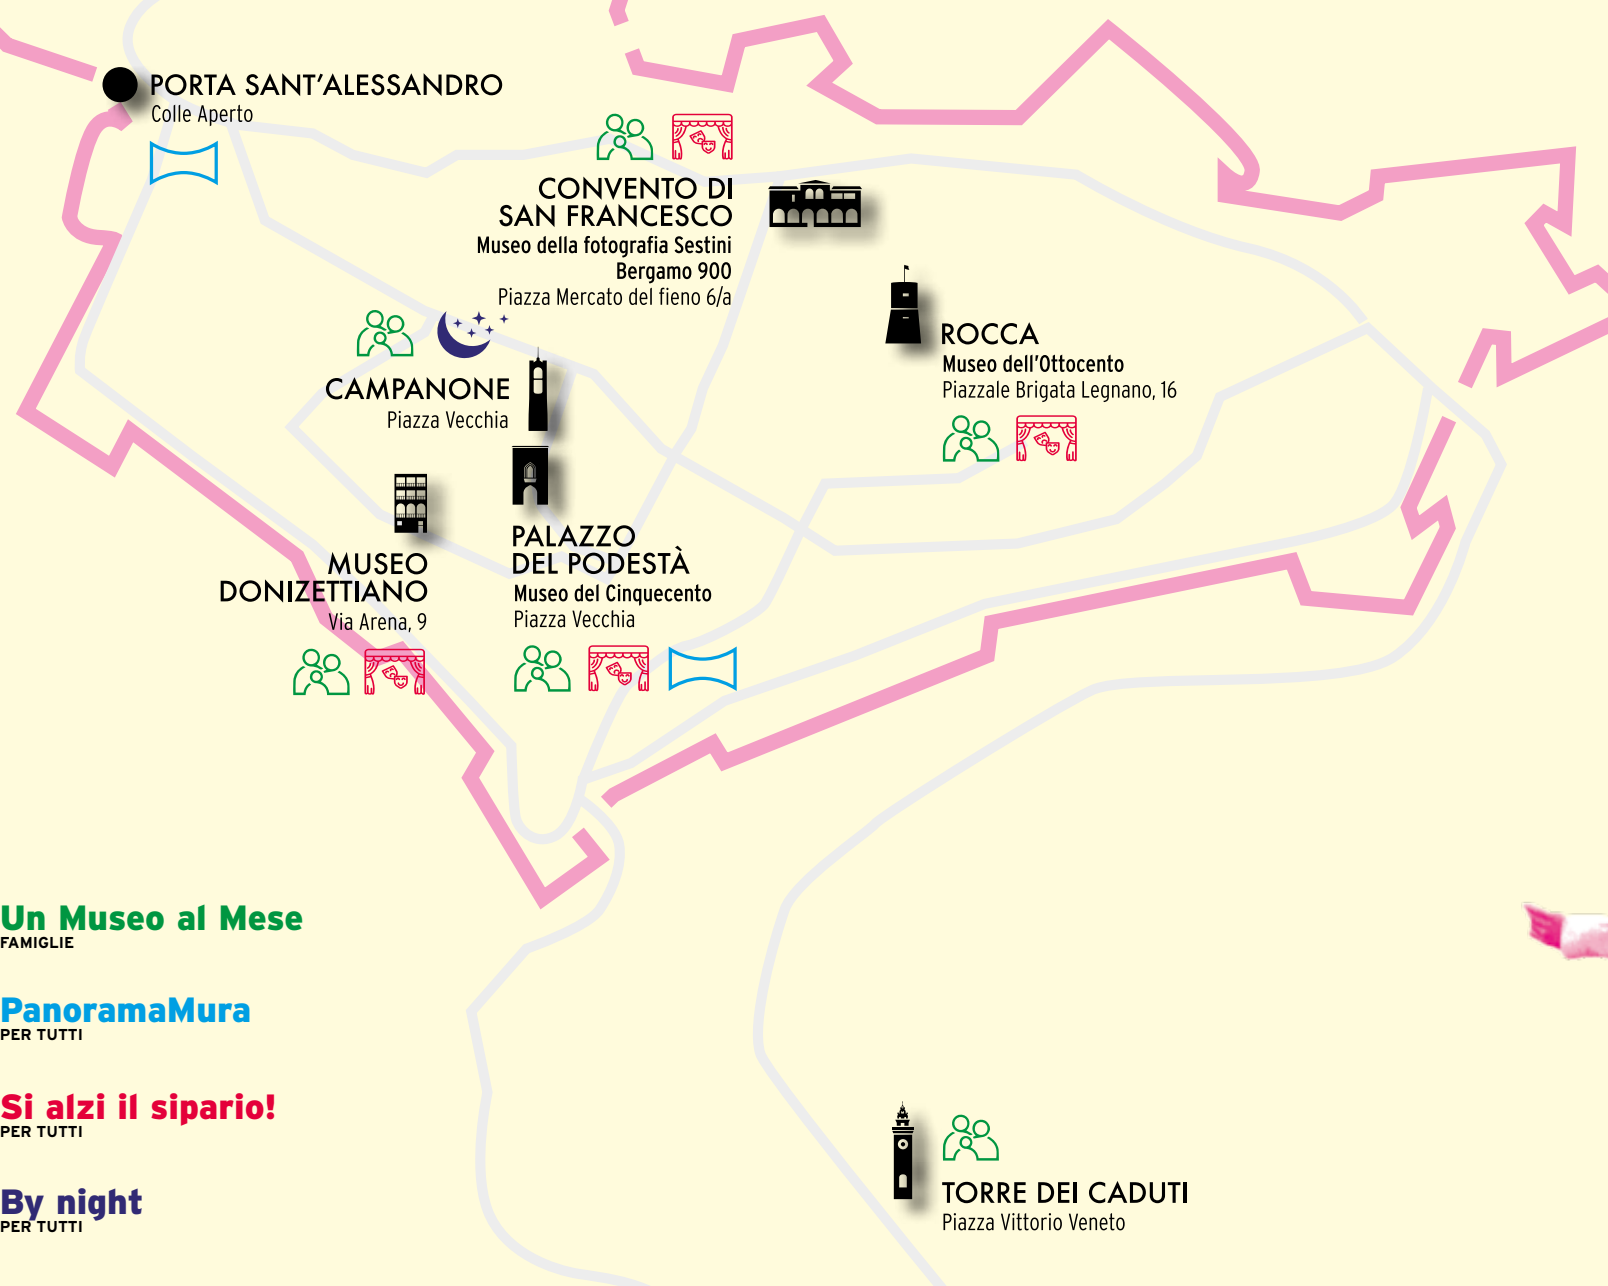 PORTA SANT'ALESSANDRO
Colle Aperto
CONVENTO DI
SAN FRANCESCO
Museo della fotografia Sestini
Bergamo 900
Piazza Mercato del fieno 6/a
ROCCA
Museo dell'Ottocento
Piazzale Brigata Legnano, 16
CAMPANONE
Piazza Vecchia
MUSEO
DONIZETTIANO
Via Arena, 9
PALAZZO
DEL PODESTÀ
Museo del Cinquecento
Piazza Vecchia
Un Museo al Mese
FAMIGLIE
PanoramaMura
PER TUTTI
Si alzi il sipario!
PER TUTTI
By night
PER TUTTI
TORRE DEI CADUTI
Piazza Vittorio Veneto